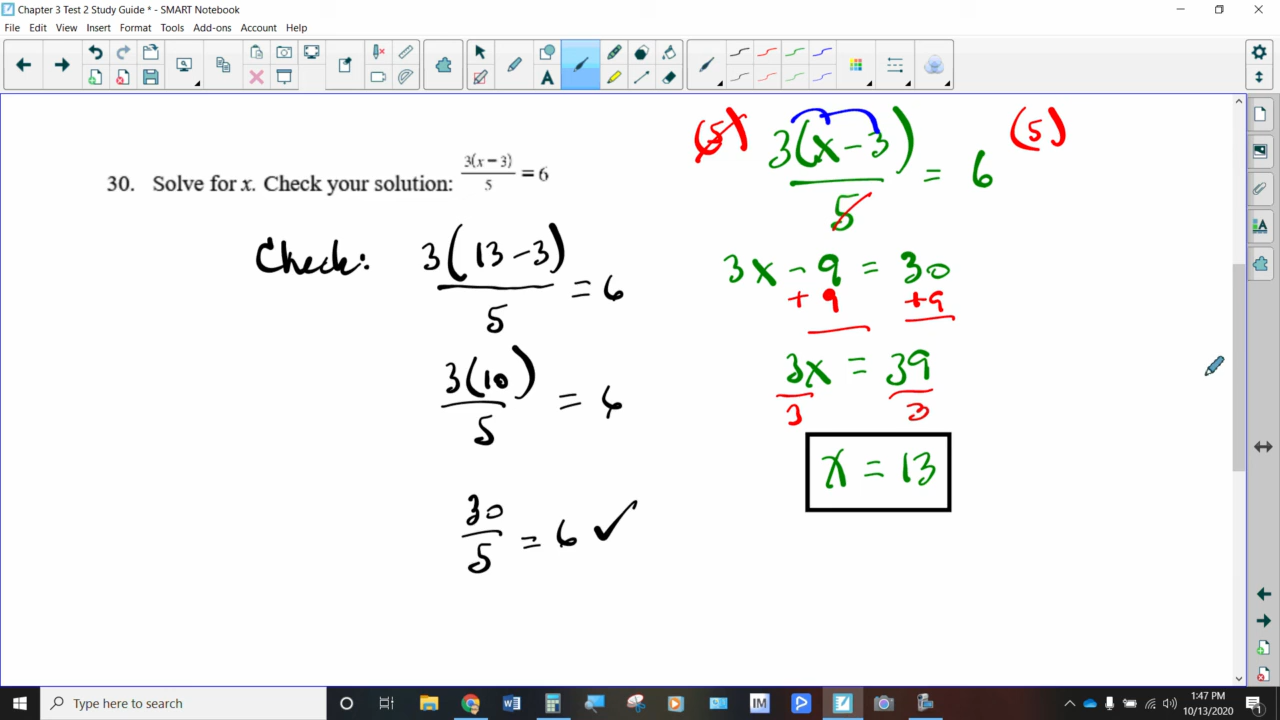 Chapter 3 Test 2 Study Guide * - SMART Notebook
File Edit View Insert Format Tools Add-ons Account Help
30. Solve for x. Check your solution: 3(x − 3)/5 = 6
(5) 3(x − 3)/5 = 6 (5)
3x − 9 = 30
+ 9 +9
3x = 39
3 3
x = 13
Check: 3(13 − 3)/5 = 6
3(10)/5 = 6
30/5 = 6 ✓
Type here to search
W
IM
1:47 PM
10/13/2020
1